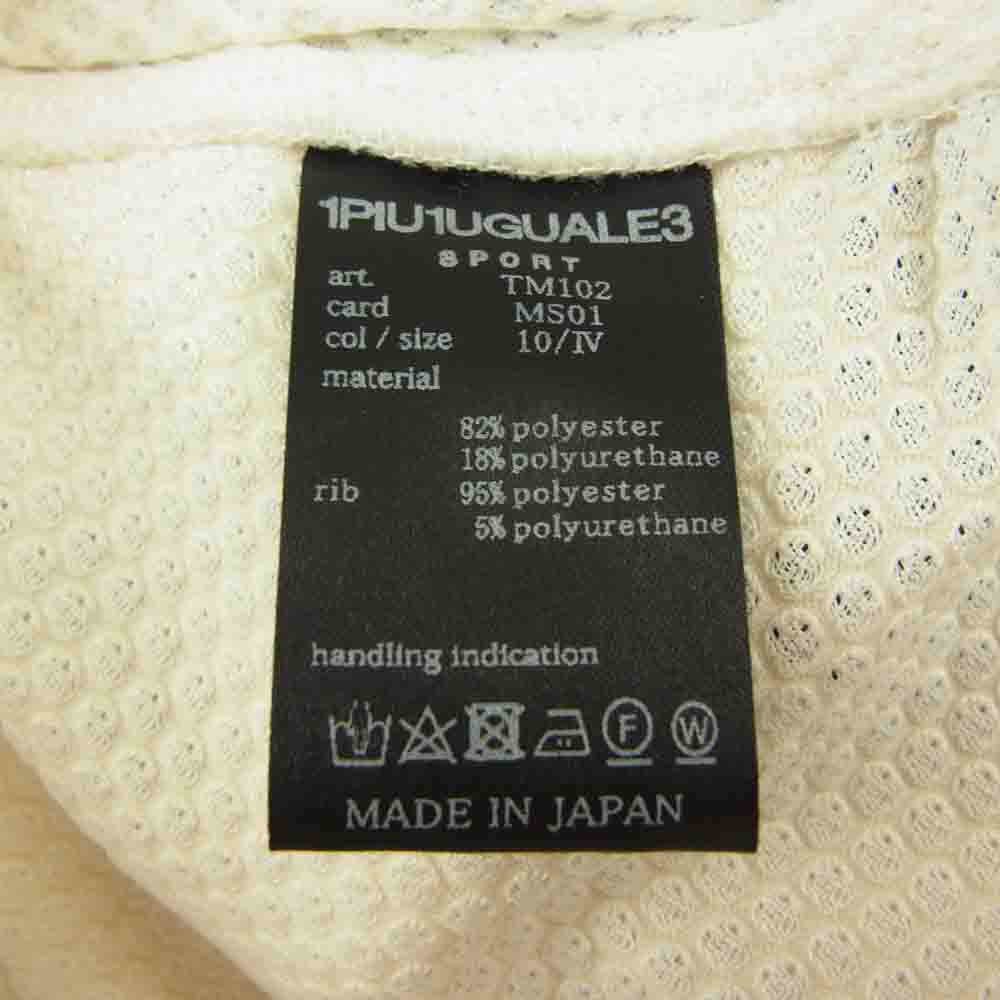 1PIU1UGUALE3
SPORT
art. TM102
card MS01
col / size 10/IV
material
82% polyester
18% polyurethane
rib 95% polyester
5% polyurethane
handling indication
F W
MADE IN JAPAN